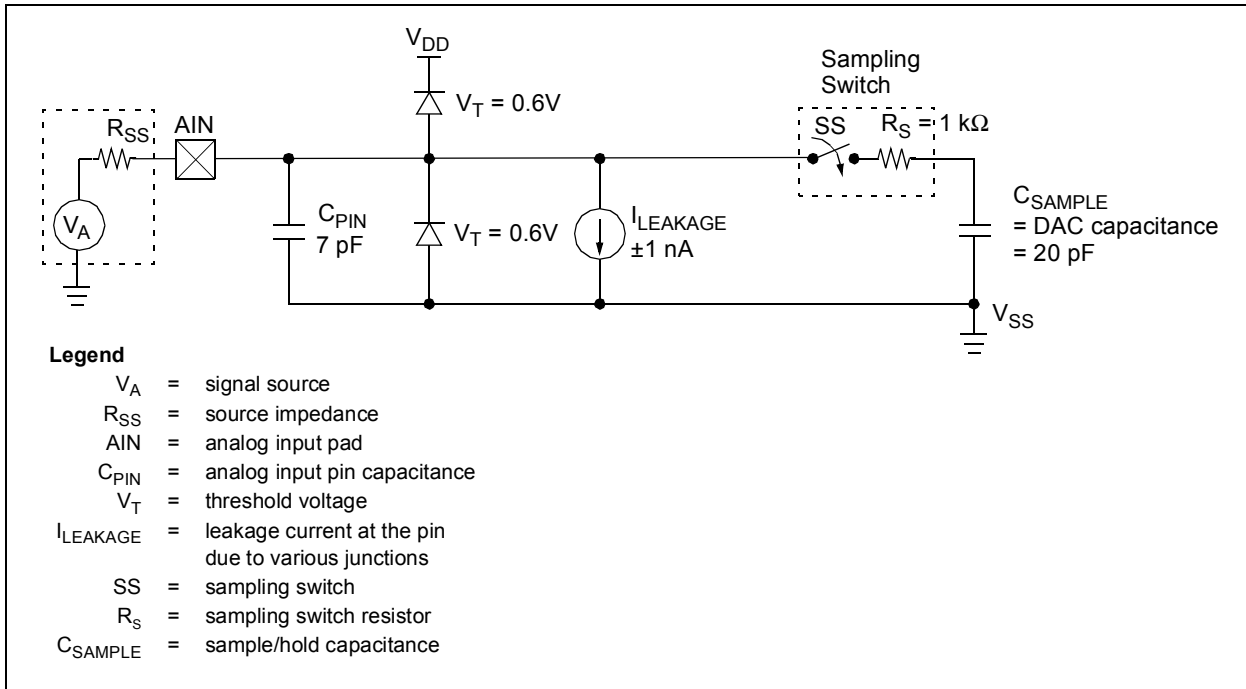 V_DD
Sampling
Switch
R_SS
AIN
V_T = 0.6V
SS
R_S = 1 kΩ
V_A
C_PIN
7 pF
V_T = 0.6V
I_LEAKAGE
±1 nA
C_SAMPLE
= DAC capacitance
= 20 pF
V_SS
Legend
V_A = signal source
R_SS = source impedance
AIN = analog input pad
C_PIN = analog input pin capacitance
V_T = threshold voltage
I_LEAKAGE = leakage current at the pin
due to various junctions
SS = sampling switch
R_S = sampling switch resistor
C_SAMPLE = sample/hold capacitance